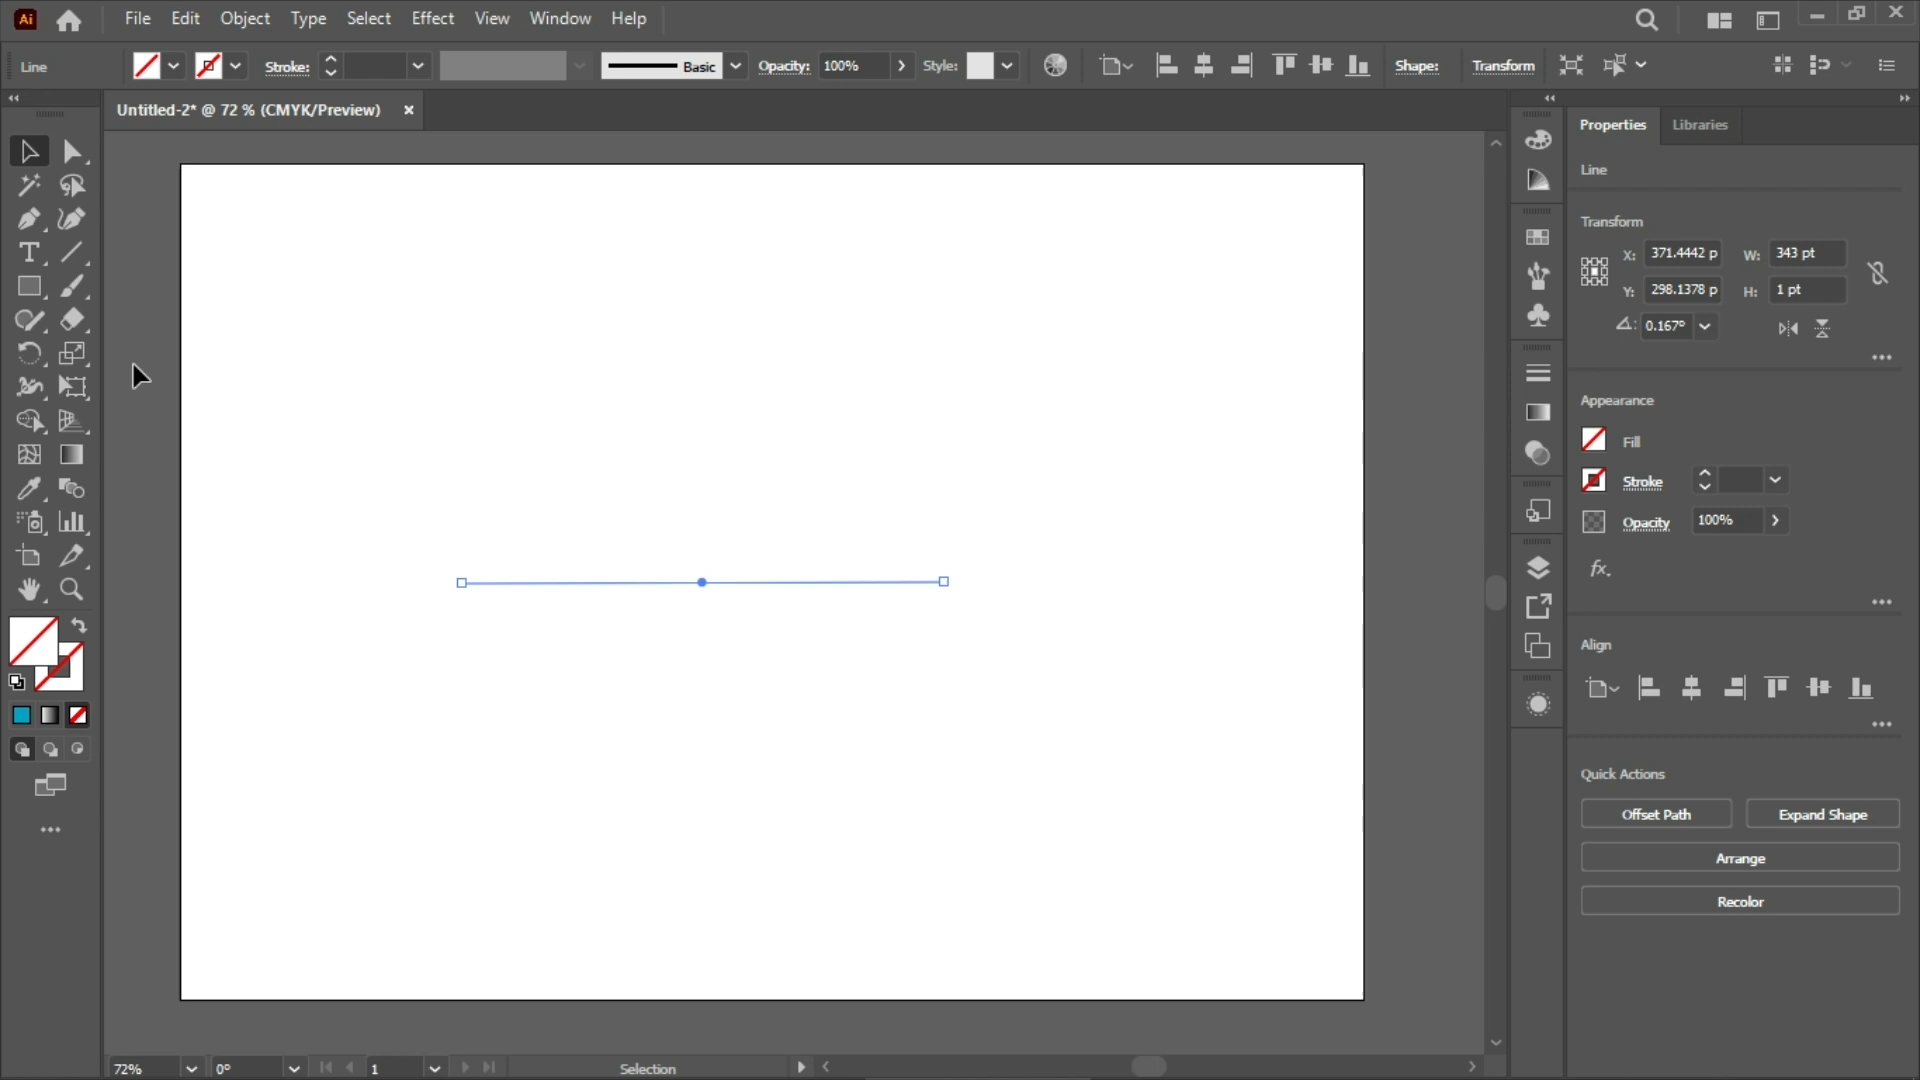 Ai File Edit Object Type Select Effect View Window Help
Line Stroke: Basic Opacity: 100% Style: Shape: Transform
Untitled-2* @ 72 % (CMYK/Preview)
Properties Libraries
Line
Transform
X: 371.4442 p W: 343 pt
Y: 298.1378 p H: 1 pt
0.167°
Appearance
Fill
Stroke
Opacity 100%
fx
Align
Quick Actions
Offset Path Expand Shape
Arrange
Recolor
72% 0° 1 Selection